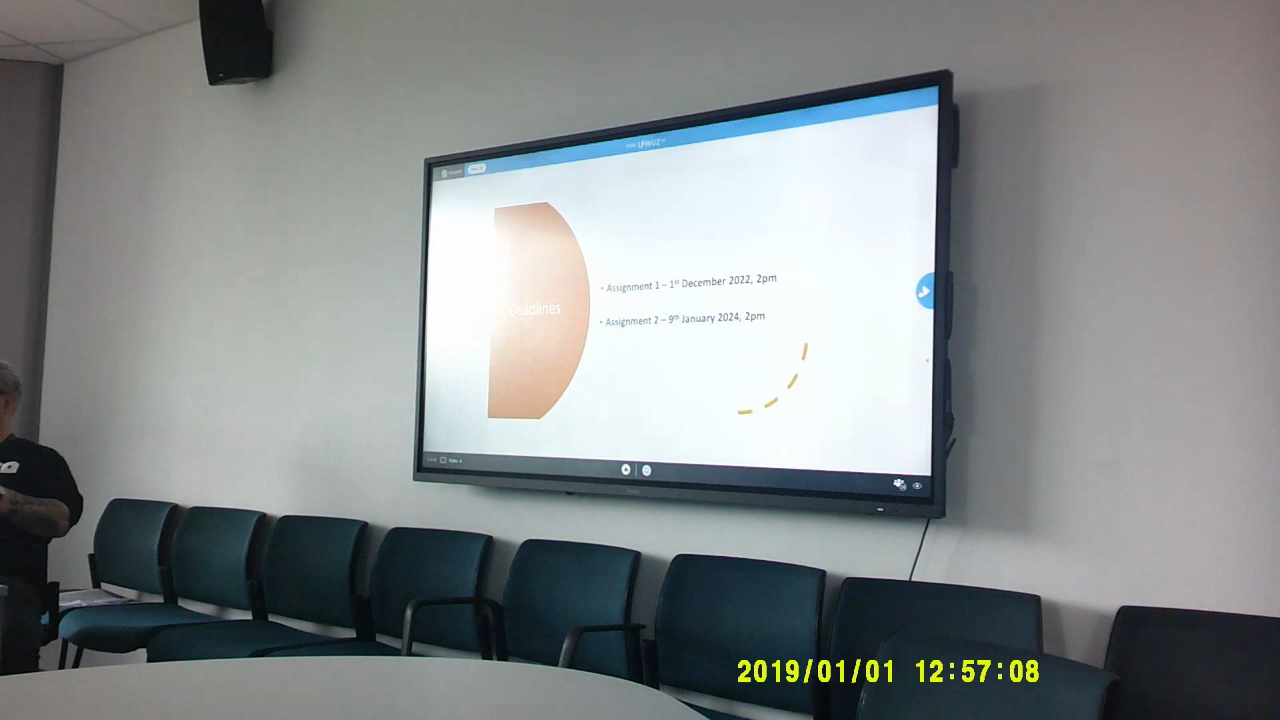 LFWUZ
Deadlines
• Assignment 1 – 1st December 2022, 2pm
• Assignment 2 – 9th January 2024, 2pm
2019/01/01 12:57:08